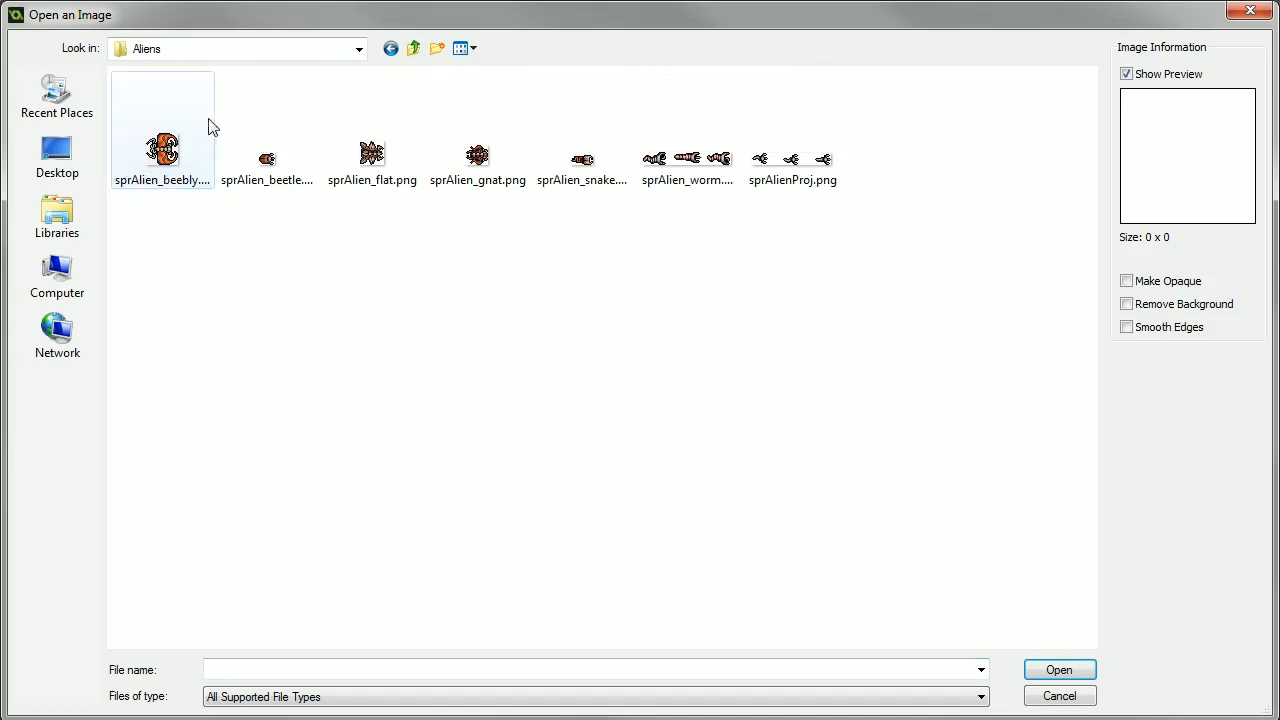 Open an Image
Look in:
Aliens
Recent Places
Desktop
Libraries
Computer
Network
sprAlien_beebly....
sprAlien_beetle....
sprAlien_flat.png
sprAlien_gnat.png
sprAlien_snake....
sprAlien_worm....
sprAlienProj.png
Image Information
Show Preview
Size: 0 x 0
Make Opaque
Remove Background
Smooth Edges
File name:
Open
Files of type:
All Supported File Types
Cancel